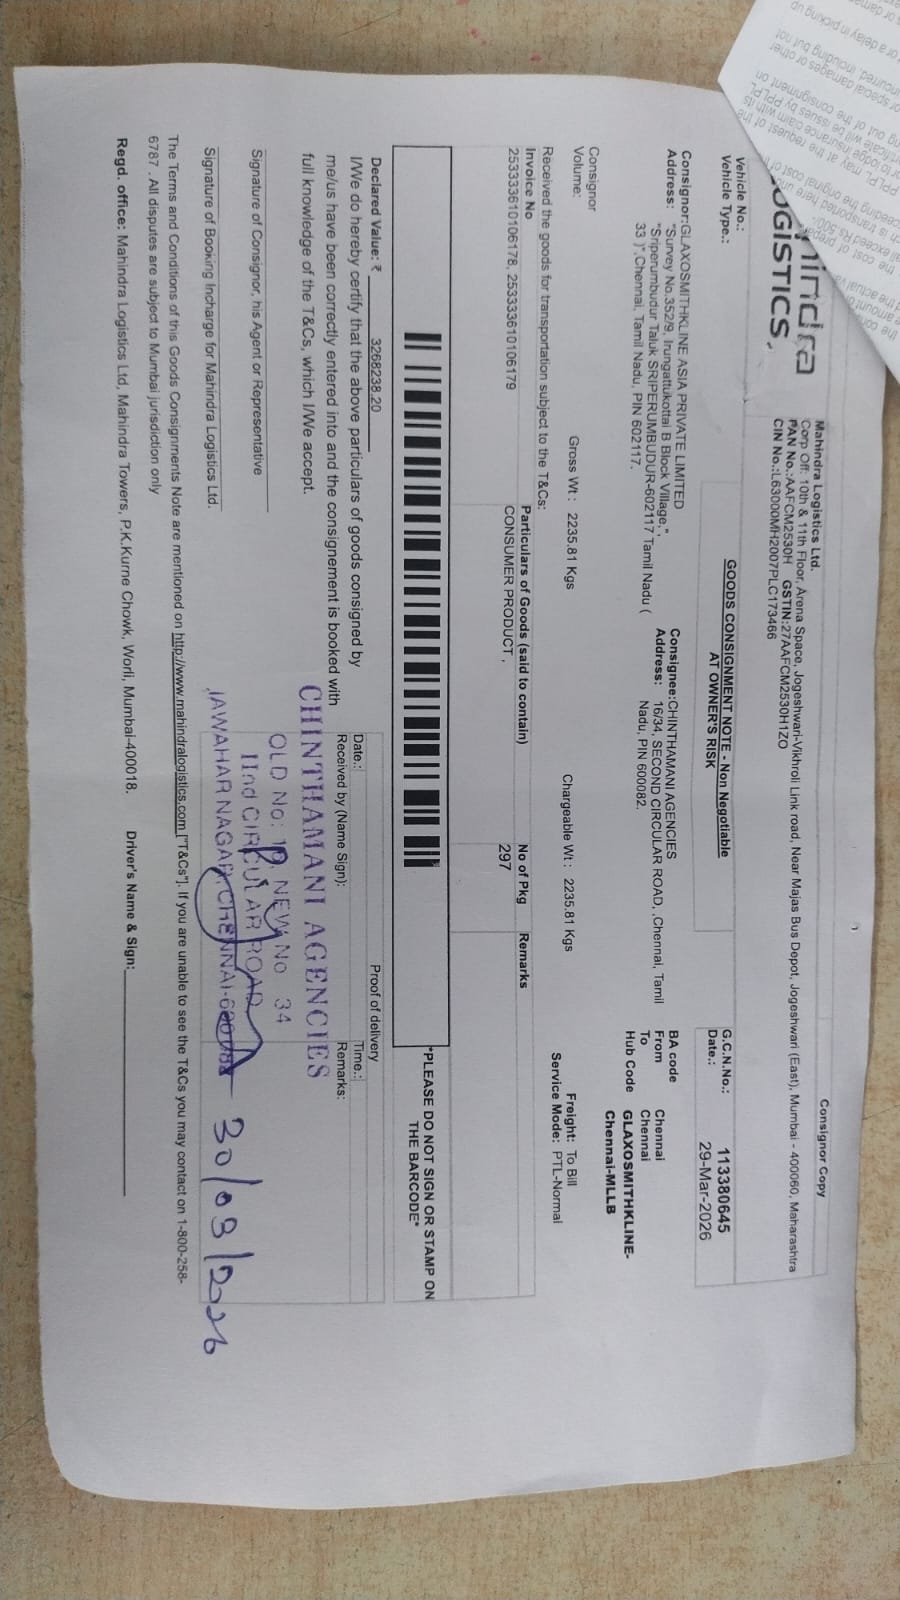 Consignor Copy
Mahindra Logistics Ltd.
Corp Off: 10th & 11th Floor, Arena Space, Jogeshwari-Vikhroli Link road, Near Majas Bus Depot, Jogeshwari (East), Mumbai - 400060, Maharashtra
PAN No.:AAFCM2530H GSTIN:27AAFCM2530H1ZO
CIN No.:L63000MH2007PLC173466
OGISTICS
Vehicle No.:
Vehicle Type.:
GOODS CONSIGNMENT NOTE - Non Negotiable
AT OWNER'S RISK
G.C.N.No.: 113380645
Date.: 29-Mar-2026
Consignor:GLAXOSMITHKLINE ASIA PRIVATE LIMITED
Address: "Survey No.352/9, Irungattukottai B Block Village,",
"Sriperumbudur Taluk SRIPERUMBUDUR-602117 Tamil Nadu (
33 )",Chennai, Tamil Nadu, PIN 602117.
Consignee:CHINTHAMANI AGENCIES
Address: 16/34, SECOND CIRCULAR ROAD, ,Chennai, Tamil
Nadu, PIN 600082.
BA code
From Chennai
To Chennai
Hub Code GLAXOSMITHKLINE-
Chennai-MLLB
Consignor
Volume:
Gross Wt : 2235.81 Kgs
Chargeable Wt : 2235.81 Kgs
Freight: To Bill
Service Mode: PTL-Normal
Received the goods for transportation subject to the T&Cs:
Invoice No Particulars of Goods (said to contain) No of Pkg Remarks
253333610106178, 253333610106179 CONSUMER PRODUCT , 297
*PLEASE DO NOT SIGN OR STAMP ON
THE BARCODE*
Declared Value: ₹ 3268238.20
I/We do hereby certify that the above particulars of goods consigned by
me/us have been correctly entered into and the consignement is booked with
full knowledge of the T&Cs, which I/We accept.
Proof of delivery
Date.: Time.:
Received by (Name Sign): Remarks:
CHINTHAMANI AGENCIES
OLD No: NEW No 34
IInd CIRCULAR ROAD
JAWAHAR NAGAR, CHENNAI-
30/03/2026
Signature of Consignor, his Agent or Representative
Signature of Booking Incharge for Mahindra Logistics Ltd.
The Terms and Conditions of this Goods Consignments Note are mentioned on http://www.mahindralogistics.com ["T&Cs"]. If you are unable to see the T&Cs you may contact on 1-800-258-
6787 . All disputes are subject to Mumbai jurisdiction only
Regd. office: Mahindra Logistics Ltd, Mahindra Towers, P.K.Kurne Chowk, Worli, Mumbai-400018. Driver's Name & Sign: